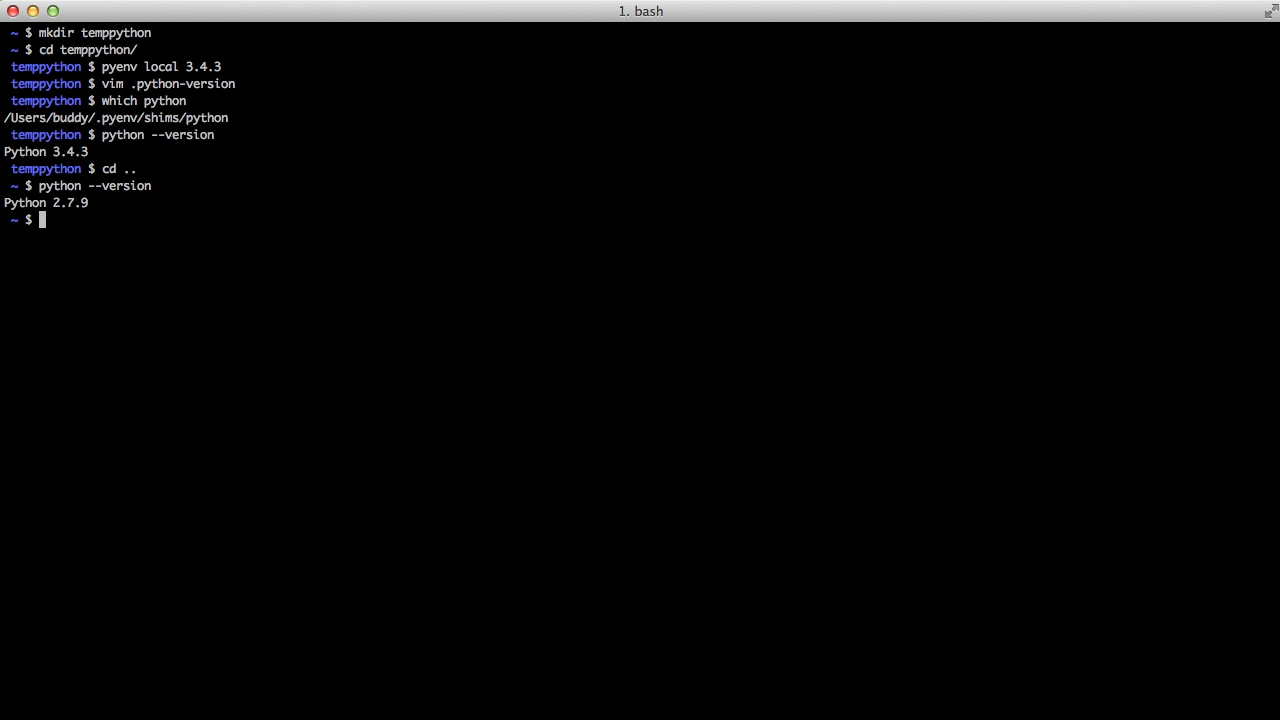 1. bash
~ $ mkdir temppython
~ $ cd temppython/
temppython $ pyenv local 3.4.3
temppython $ vim .python-version
temppython $ which python
/Users/buddy/.pyenv/shims/python
temppython $ python --version
Python 3.4.3
temppython $ cd ..
~ $ python --version
Python 2.7.9
~ $